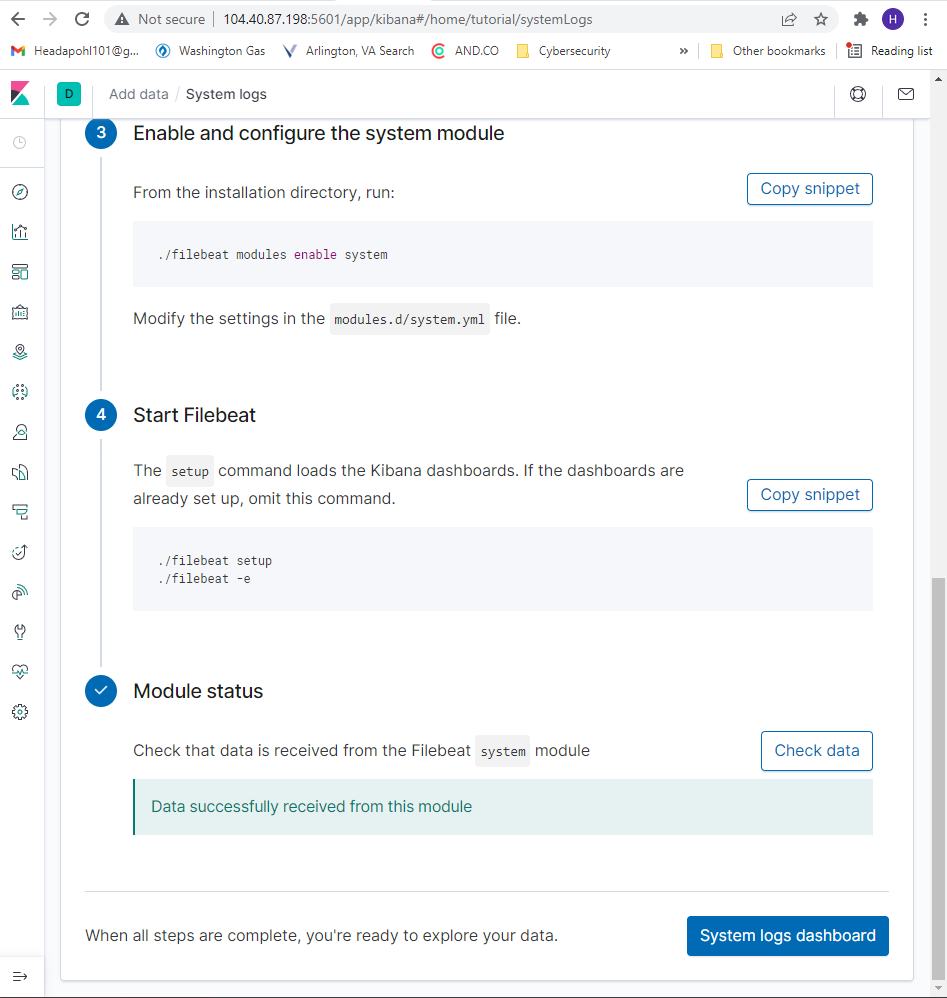 Not secure | 104.40.87.198:5601/app/kibana#/home/tutorial/systemLogs
H
Headapohl101@g... Washington Gas Arlington, VA Search AND.CO Cybersecurity » Other bookmarks Reading list
D Add data / System logs
3 Enable and configure the system module
From the installation directory, run:
Copy snippet
./filebeat modules enable system
Modify the settings in the modules.d/system.yml file.
4 Start Filebeat
The setup command loads the Kibana dashboards. If the dashboards are
already set up, omit this command.
Copy snippet
./filebeat setup
./filebeat -e
Module status
Check that data is received from the Filebeat system module
Check data
Data successfully received from this module
When all steps are complete, you're ready to explore your data.
System logs dashboard